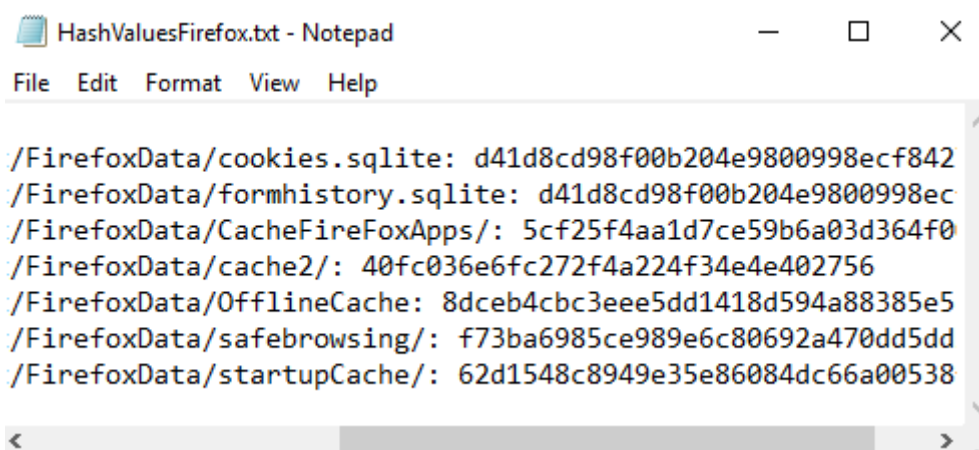 HashValuesFirefox.txt - Notepad
File Edit Format View Help
:/FirefoxData/cookies.sqlite: d41d8cd98f00b204e9800998ecf842
:/FirefoxData/formhistory.sqlite: d41d8cd98f00b204e9800998ec
:/FirefoxData/CacheFireFoxApps/: 5cf25f4aa1d7ce59b6a03d364f0
:/FirefoxData/cache2/: 40fc036e6fc272f4a224f34e4e402756
:/FirefoxData/OfflineCache: 8dceb4cbc3eee5dd1418d594a88385e5
:/FirefoxData/safebrowsing/: f73ba6985ce989e6c80692a470dd5dd
:/FirefoxData/startupCache/: 62d1548c8949e35e86084dc66a00538